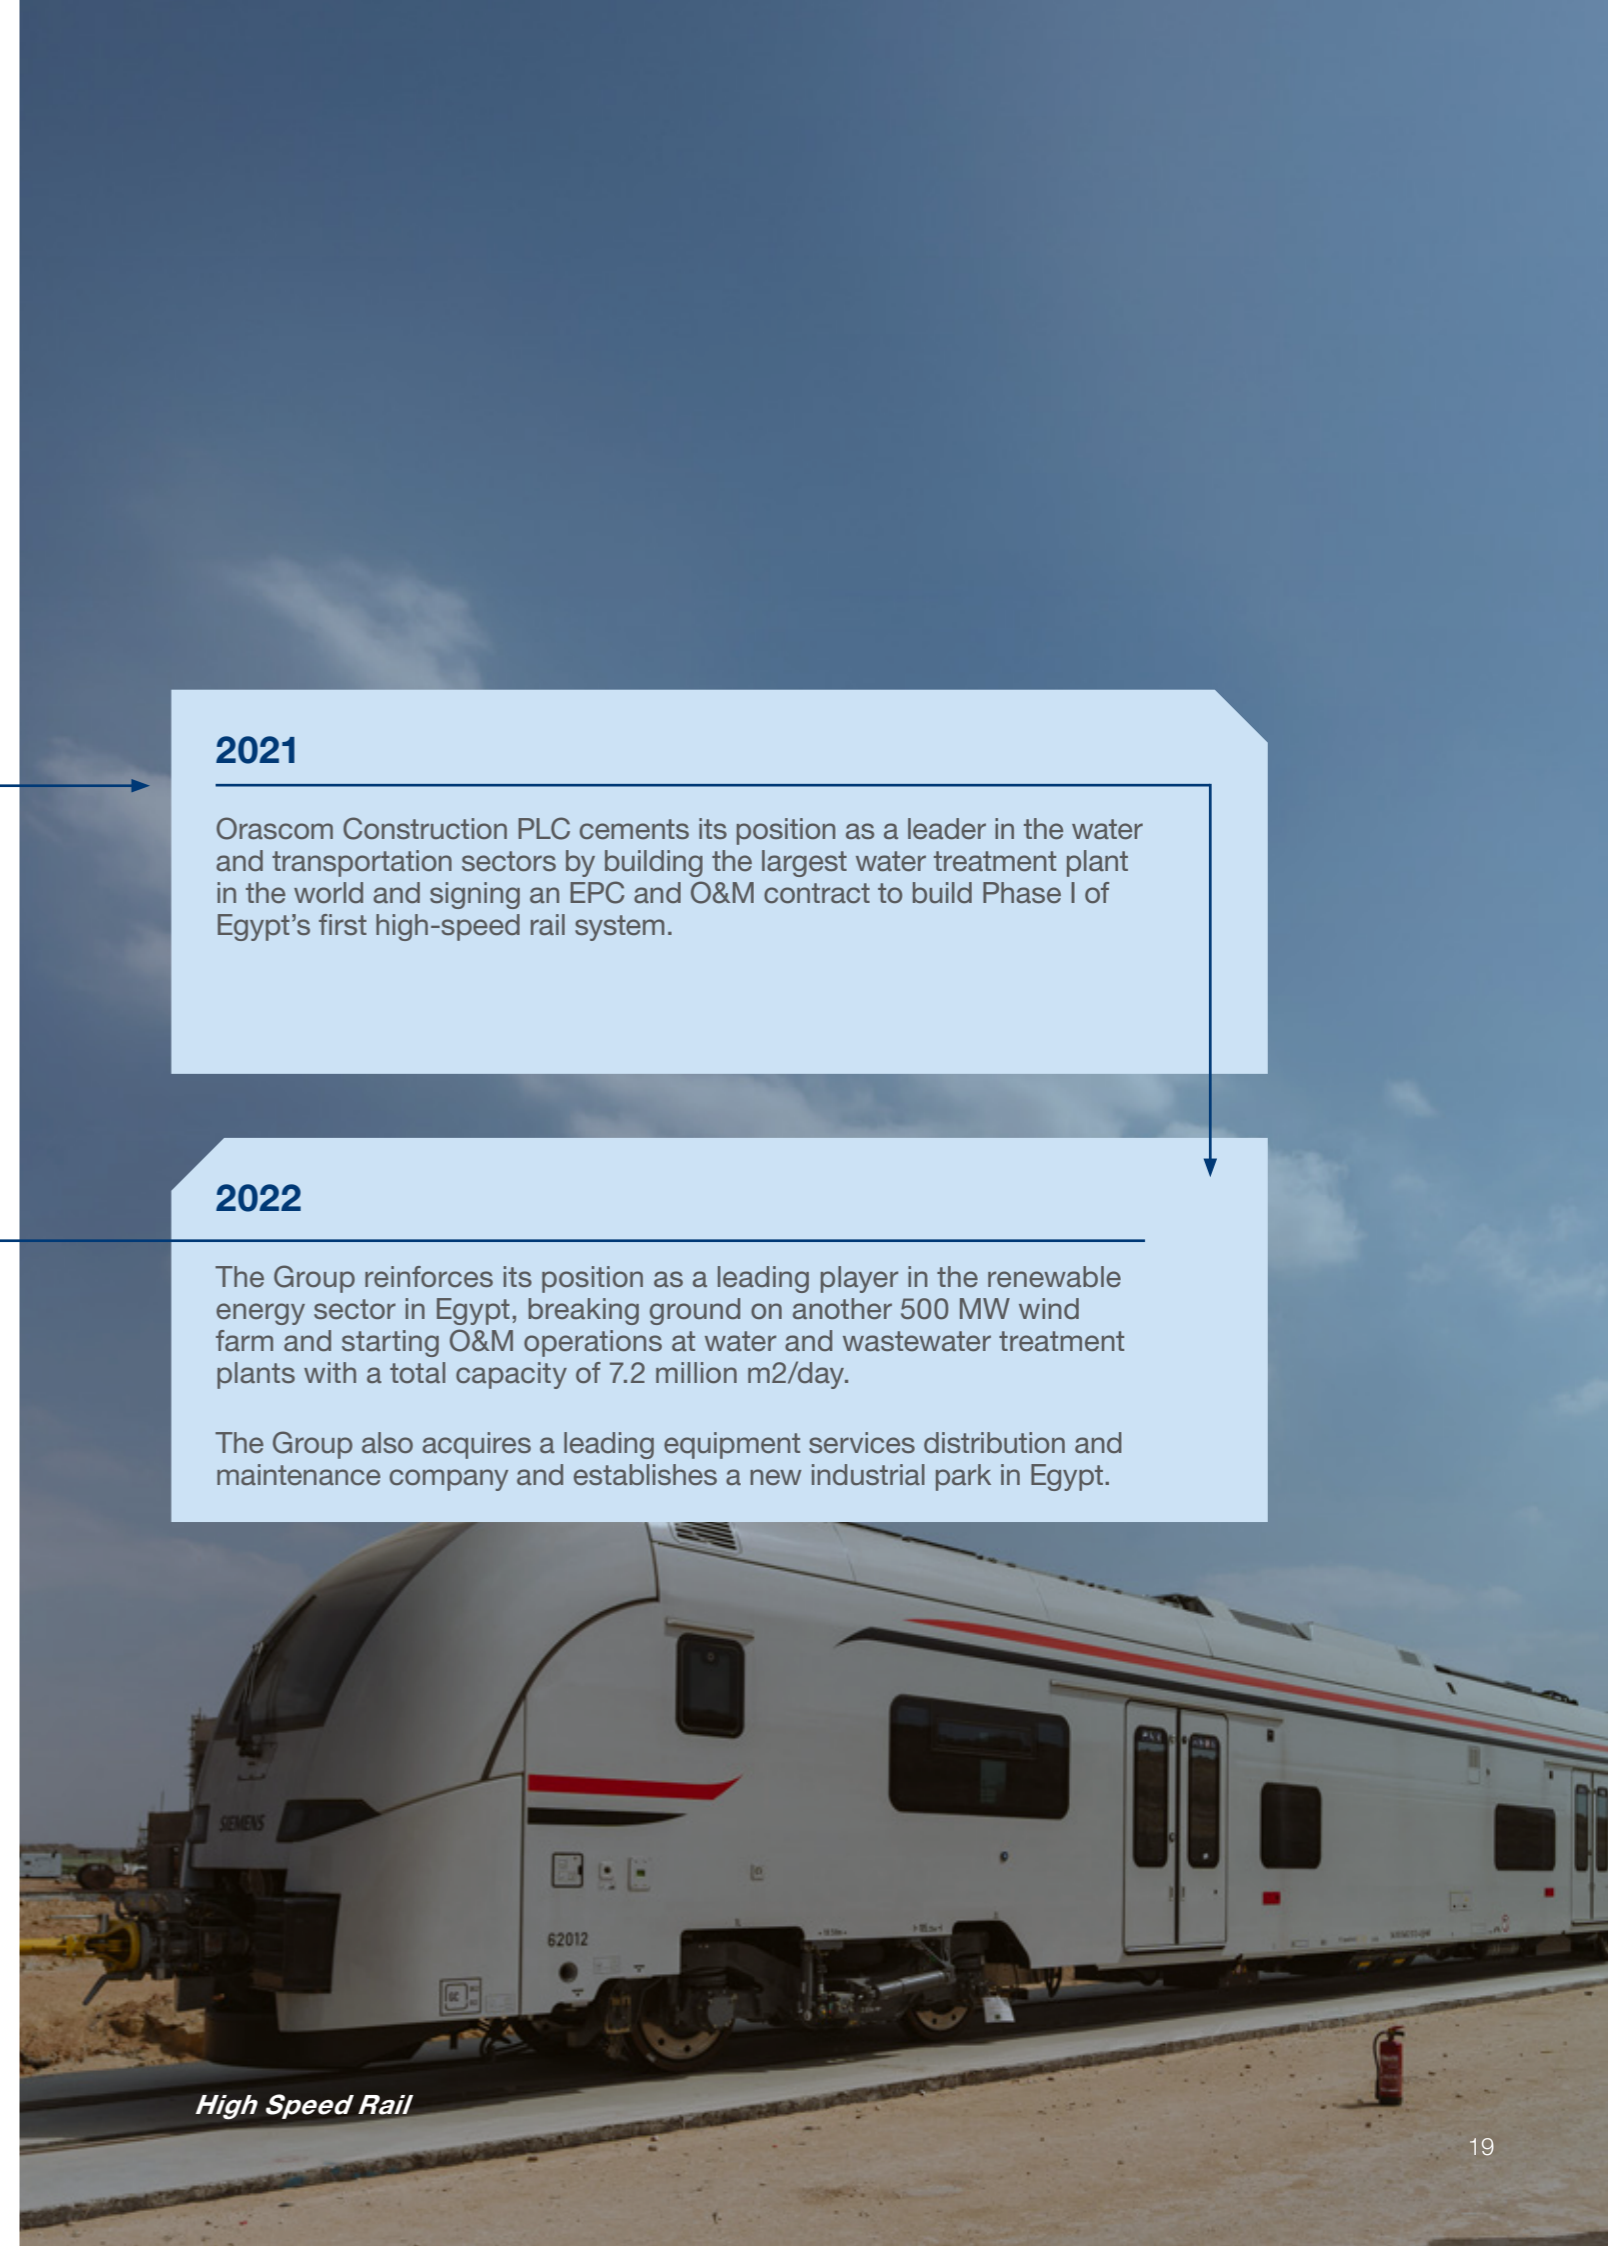 2021
Orascom Construction PLC cements its position as a leader in the water
and transportation sectors by building the largest water treatment plant
in the world and signing an EPC and O&M contract to build Phase I of
Egypt's first high-speed rail system.
2022
The Group reinforces its position as a leading player in the renewable
energy sector in Egypt, breaking ground on another 500 MW wind
farm and starting O&M operations at water and wastewater treatment
plants with a total capacity of 7.2 million m2/day.
The Group also acquires a leading equipment services distribution and
maintenance company and establishes a new industrial park in Egypt.
SIEMENS
62012
GC
High Speed Rail
19